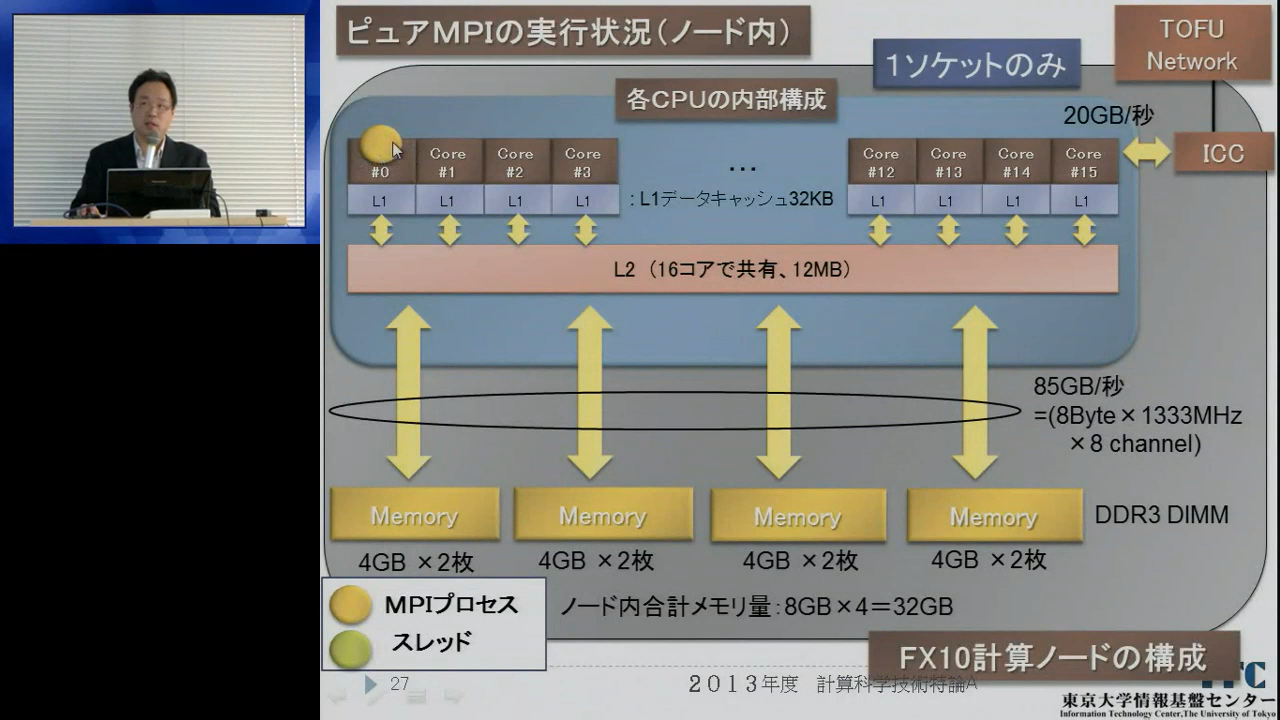 ピュアMPIの実行状況(ノード内)
TOFU
Network
1ソケットのみ
各CPUの内部構成
20GB/秒
ICC
#0
Core
#1
Core
#2
Core
#3
...
Core
#12
Core
#13
Core
#14
Core
#15
L1
L1
L1
L1
:L1データキャッシュ32KB
L1
L1
L1
L1
L2 (16コアで共有、12MB)
85GB/秒
=(8Byte×1333MHz
×8 channel)
Memory
Memory
Memory
Memory
DDR3 DIMM
4GB ×2枚
4GB ×2枚
4GB ×2枚
4GB ×2枚
MPIプロセス
スレッド
ノード内合計メモリ量:8GB×4=32GB
FX10計算ノードの構成
27
2013年度 計算科学技術特論A
東京大学情報基盤センター
Information Technology Center,The University of Tokyo